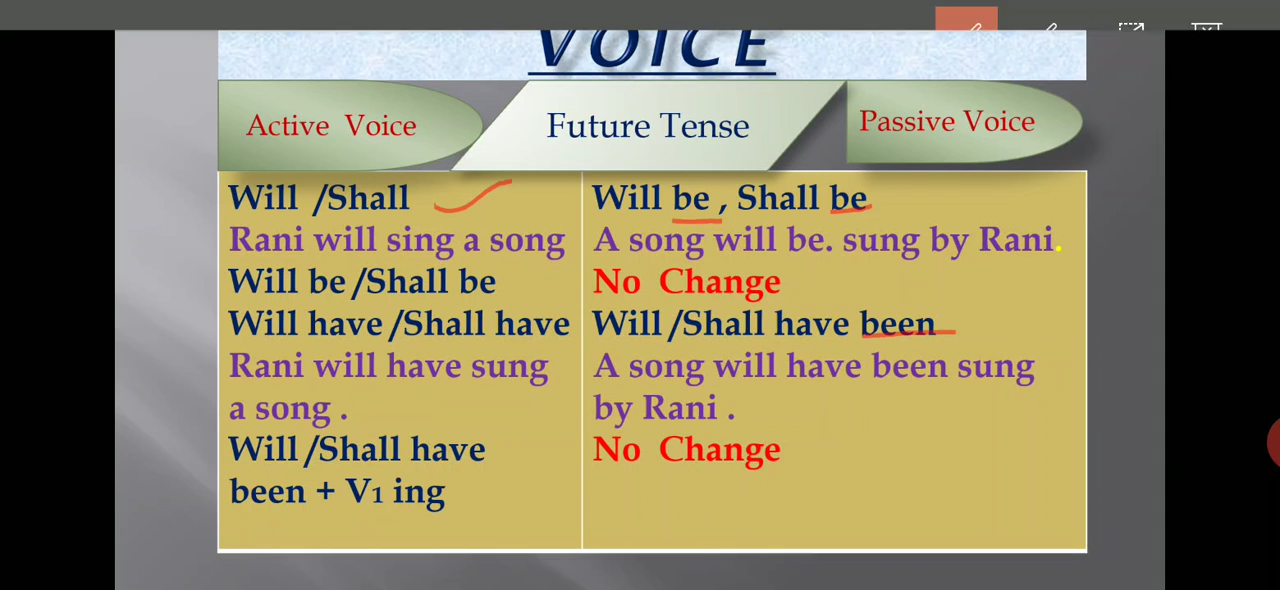 VOICE
Active Voice
Future Tense
Passive Voice
Will /Shall
Rani will sing a song
Will be /Shall be
Will have /Shall have
Rani will have sung
a song .
Will /Shall have
been + V1 ing
Will be , Shall be
A song will be. sung by Rani.
No Change
Will /Shall have been
A song will have been sung
by Rani .
No Change